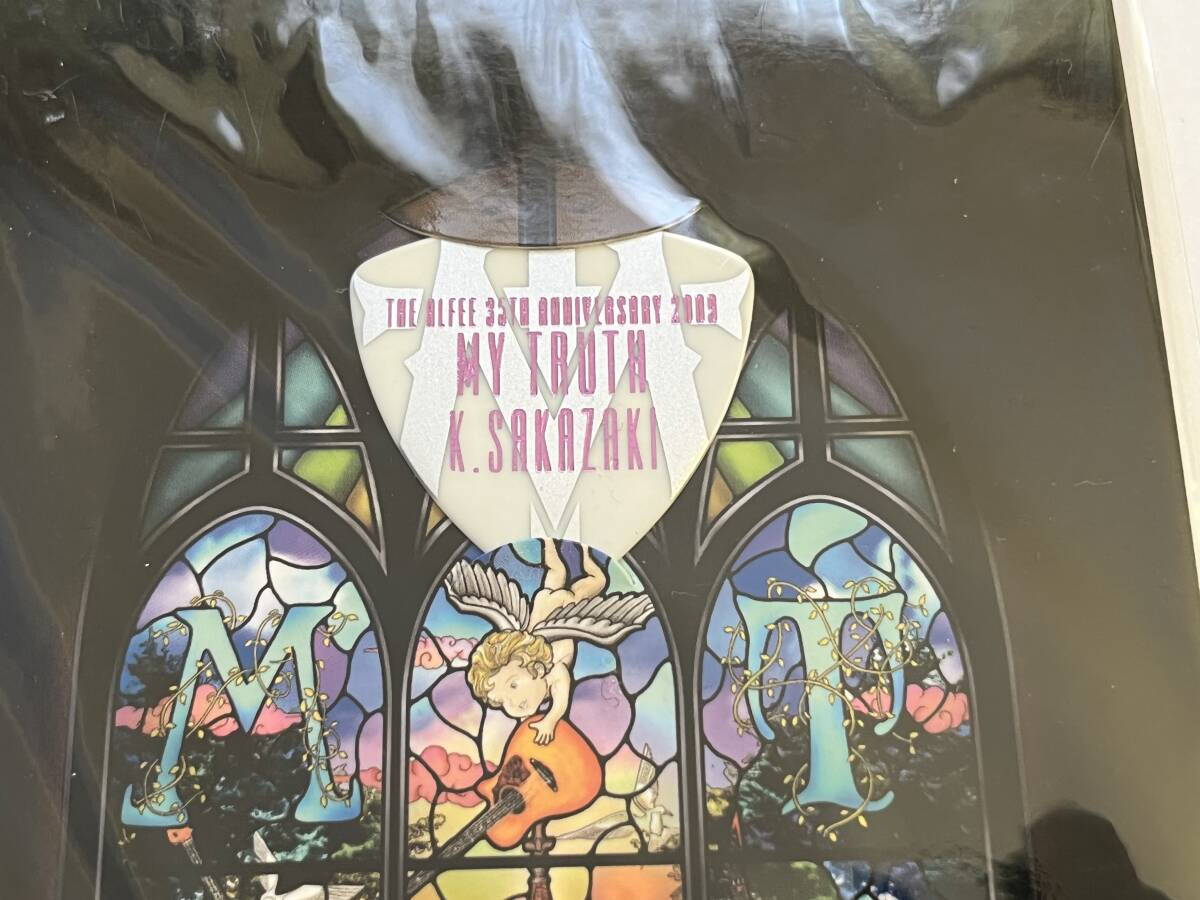 THE ALFEE 35TH ANNIVERSARY 2009
MY TRUTH
K.SAKAZAKI
M T